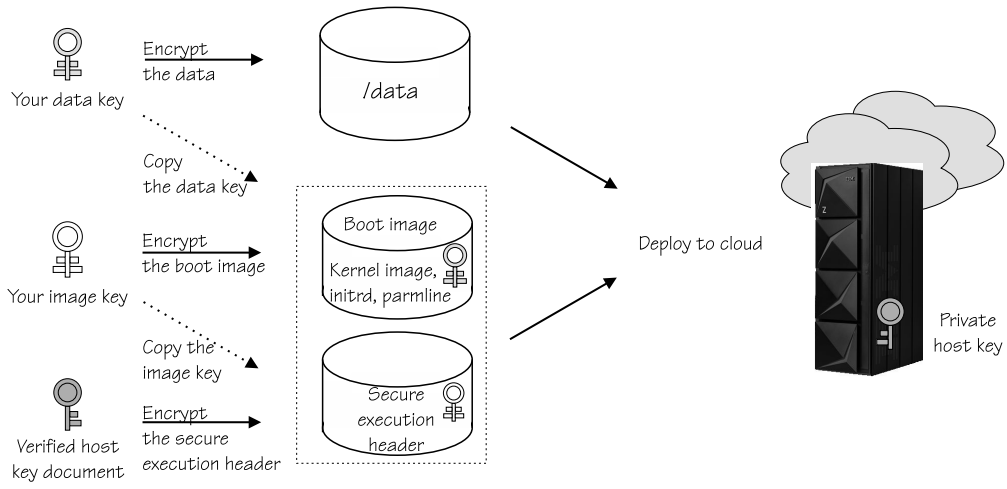 Your data key
Encrypt
the data
/data
Copy
the data key
Your image key
Encrypt
the boot image
Boot image
Kernel image,
initrd, parmline
Copy the
image key
Verified host
key document
Encrypt
the secure
execution header
Secure
execution
header
Deploy to cloud
Z
Private
host key